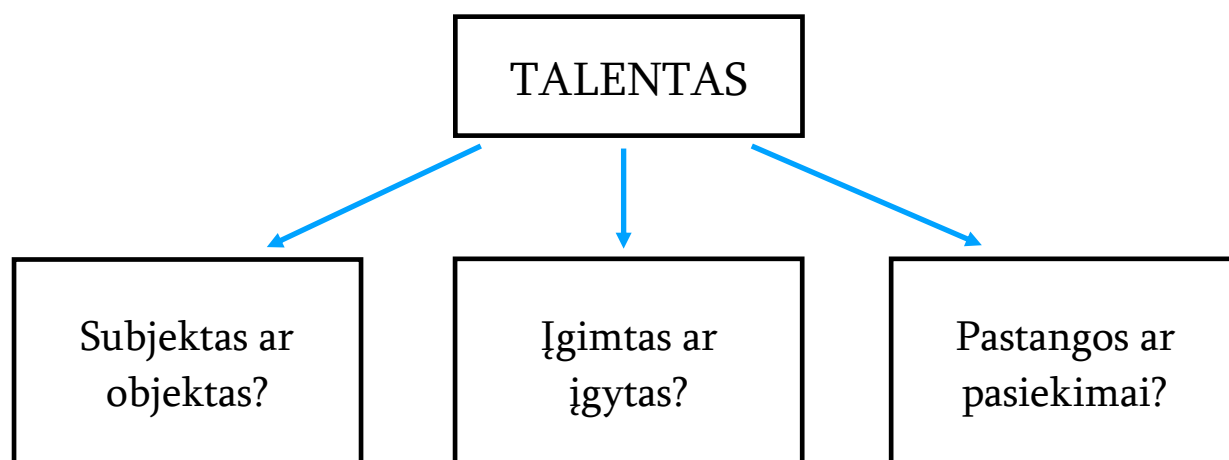 TALENTAS
Subjektas ar
objektas?
Įgimtas ar
įgytas?
Pastangos ar
pasiekimai?